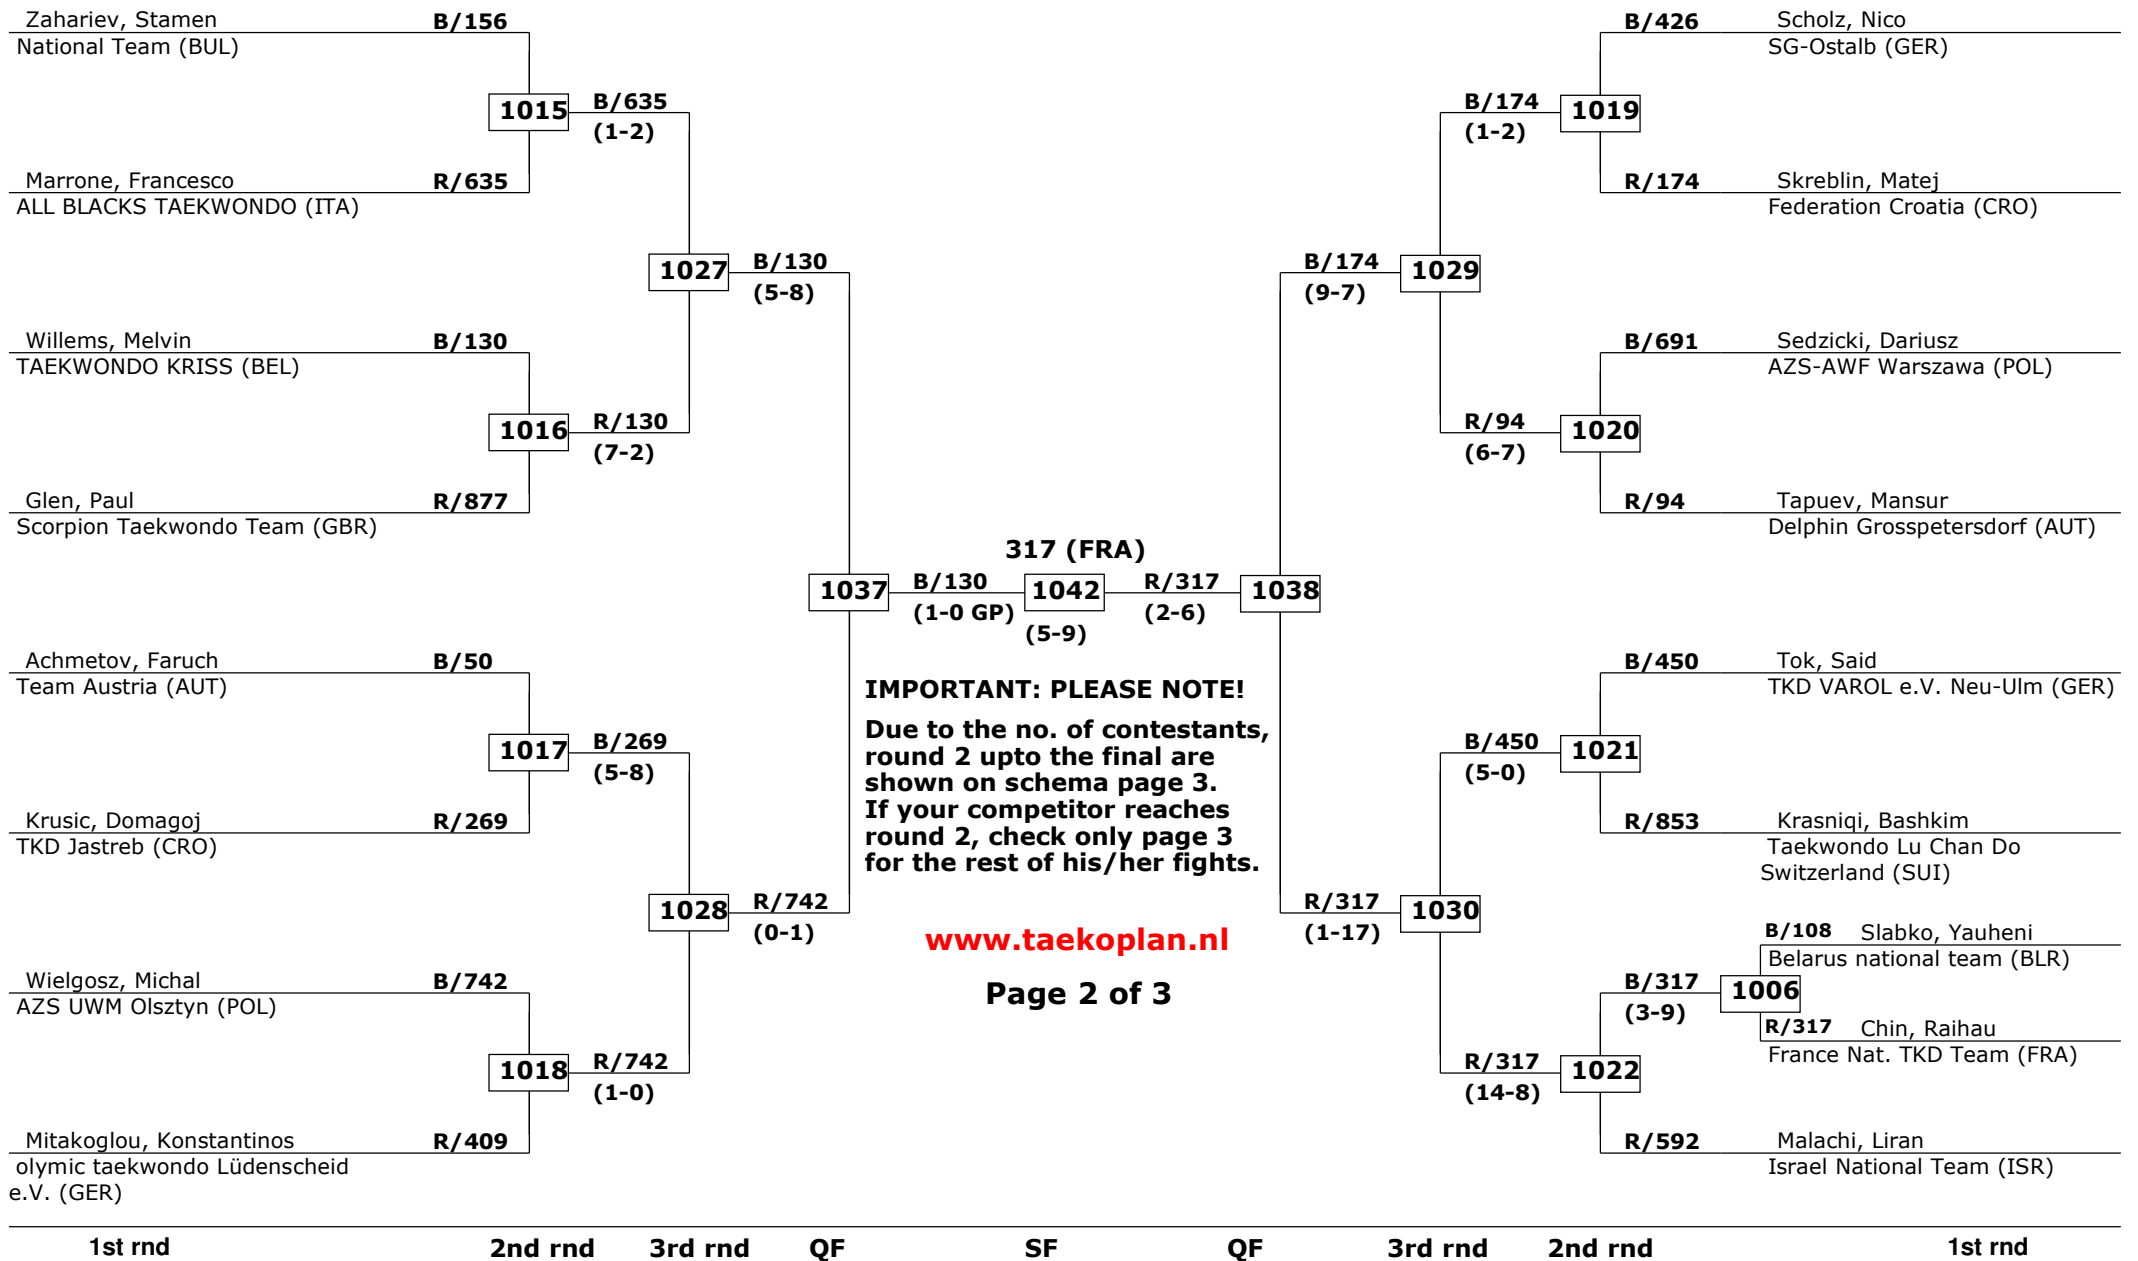 Zahariev, Stamen
B/156
National Team (BUL)
1015
B/635
(1-2)
Marrone, Francesco
R/635
ALL BLACKS TAEKWONDO (ITA)
1027
B/130
(5-8)
Willems, Melvin
B/130
TAEKWONDO KRISS (BEL)
1016
R/130
(7-2)
Glen, Paul
R/877
Scorpion Taekwondo Team (GBR)
1037
B/130
(1-0 GP)
Achmetov, Faruch
B/50
Team Austria (AUT)
1017
B/269
(5-8)
Krusic, Domagoj
R/269
TKD Jastreb (CRO)
1028
R/742
(0-1)
Wielgosz, Michal
B/742
AZS UWM Olsztyn (POL)
1018
R/742
(1-0)
Mitakoglou, Konstantinos
R/409
olymic taekwondo Lüdenscheid
e.V. (GER)
317 (FRA)
1042
(5-9)
IMPORTANT: PLEASE NOTE!
Due to the no. of contestants,
round 2 upto the final are
shown on schema page 3.
If your competitor reaches
round 2, check only page 3
for the rest of his/her fights.
www.taekoplan.nl
Page 2 of 3
B/426
Scholz, Nico
SG-Ostalb (GER)
B/174
(1-2)
1019
R/174
Skreblin, Matej
Federation Croatia (CRO)
B/174
(9-7)
1029
B/691
Sedzicki, Dariusz
AZS-AWF Warszawa (POL)
R/94
(6-7)
1020
R/94
Tapuev, Mansur
Delphin Grosspetersdorf (AUT)
R/317
(2-6)
1038
B/450
Tok, Said
TKD VAROL e.V. Neu-Ulm (GER)
B/450
(5-0)
1021
R/853
Krasniqi, Bashkim
Taekwondo Lu Chan Do
Switzerland (SUI)
R/317
(1-17)
1030
B/108
Slabko, Yauheni
Belarus national team (BLR)
B/317
(3-9)
1006
R/317
Chin, Raihau
France Nat. TKD Team (FRA)
R/317
(14-8)
1022
R/592
Malachi, Liran
Israel National Team (ISR)
1st rnd
2nd rnd
3rd rnd
QF
SF
QF
3rd rnd
2nd rnd
1st rnd